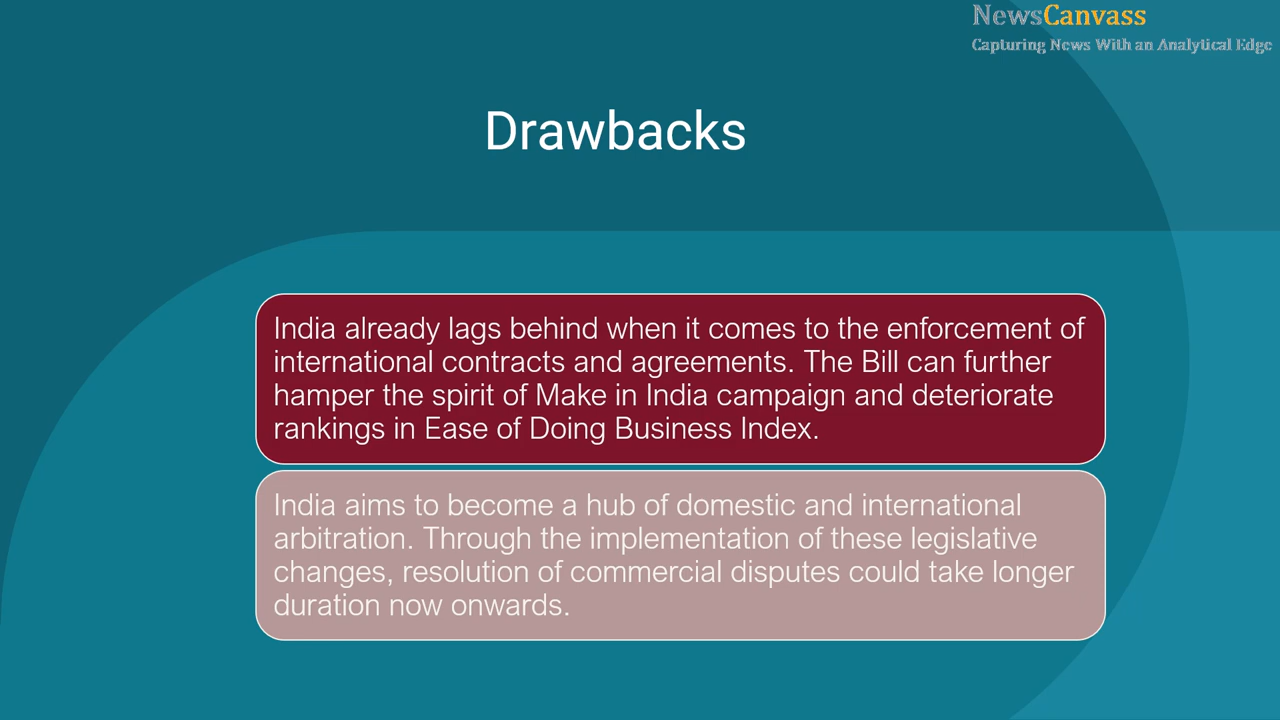 NewsCanvass
Capturing News With an Analytical Edge
Drawbacks
India already lags behind when it comes to the enforcement of
international contracts and agreements. The Bill can further
hamper the spirit of Make in India campaign and deteriorate
rankings in Ease of Doing Business Index.
India aims to become a hub of domestic and international
arbitration. Through the implementation of these legislative
changes, resolution of commercial disputes could take longer
duration now onwards.